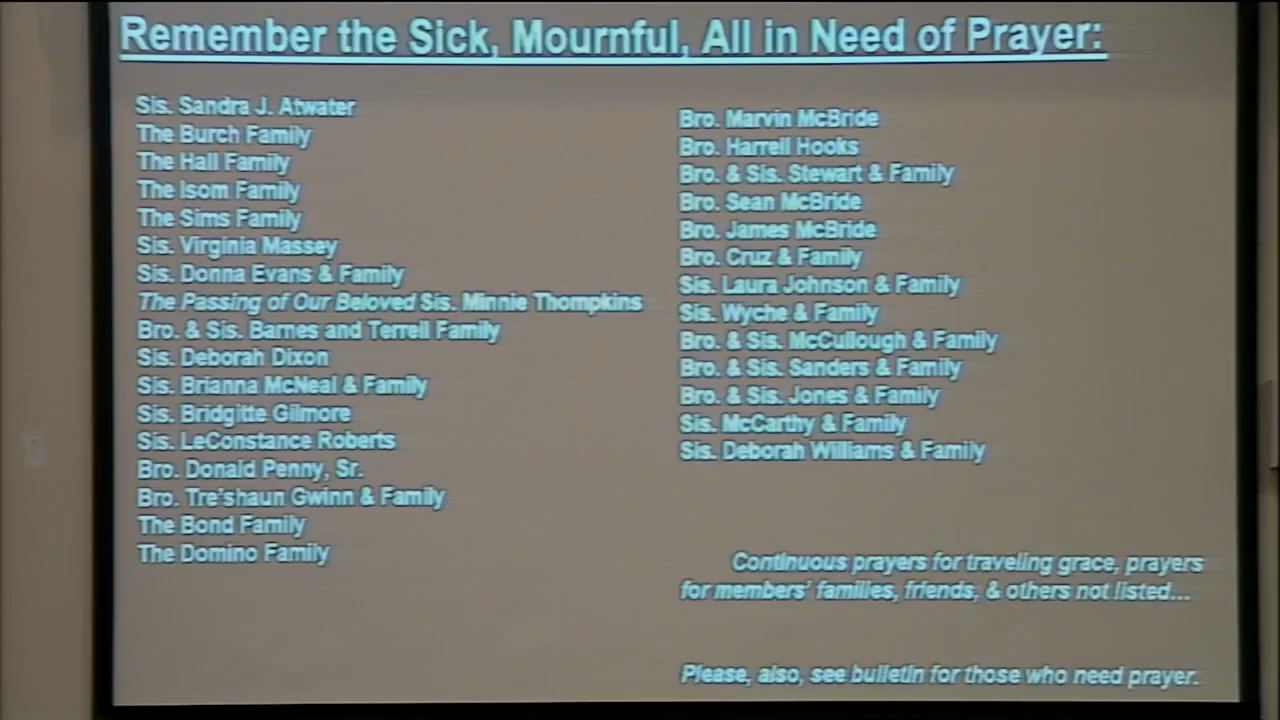 Remember the Sick, Mournful, All in Need of Prayer:
Sis. Sandra J. Atwater
The Burch Family
The Hall Family
The Isom Family
The Sims Family
Sis. Virginia Massey
Sis. Donna Evans & Family
The Passing of Our Beloved Sis. Minnie Thompkins
Bro. & Sis. Barnes and Terrell Family
Sis. Deborah Dixon
Sis. Brianna McNeal & Family
Sis. Bridgitte Gilmore
Sis. LeConstance Roberts
Bro. Donald Penny, Sr.
Bro. Tre'shaun Gwinn & Family
The Bond Family
The Domino Family
Bro. Marvin McBride
Bro. Harrell Hooks
Bro. & Sis. Stewart & Family
Bro. Sean McBride
Bro. James McBride
Bro. Cruz & Family
Sis. Laura Johnson & Family
Sis. Wyche & Family
Bro. & Sis. McCullough & Family
Bro. & Sis. Sanders & Family
Bro. & Sis. Jones & Family
Sis. McCarthy & Family
Sis. Deborah Williams & Family
Continuous prayers for traveling grace, prayers
for members' families, friends, & others not listed...
Please, also, see bulletin for those who need prayer.